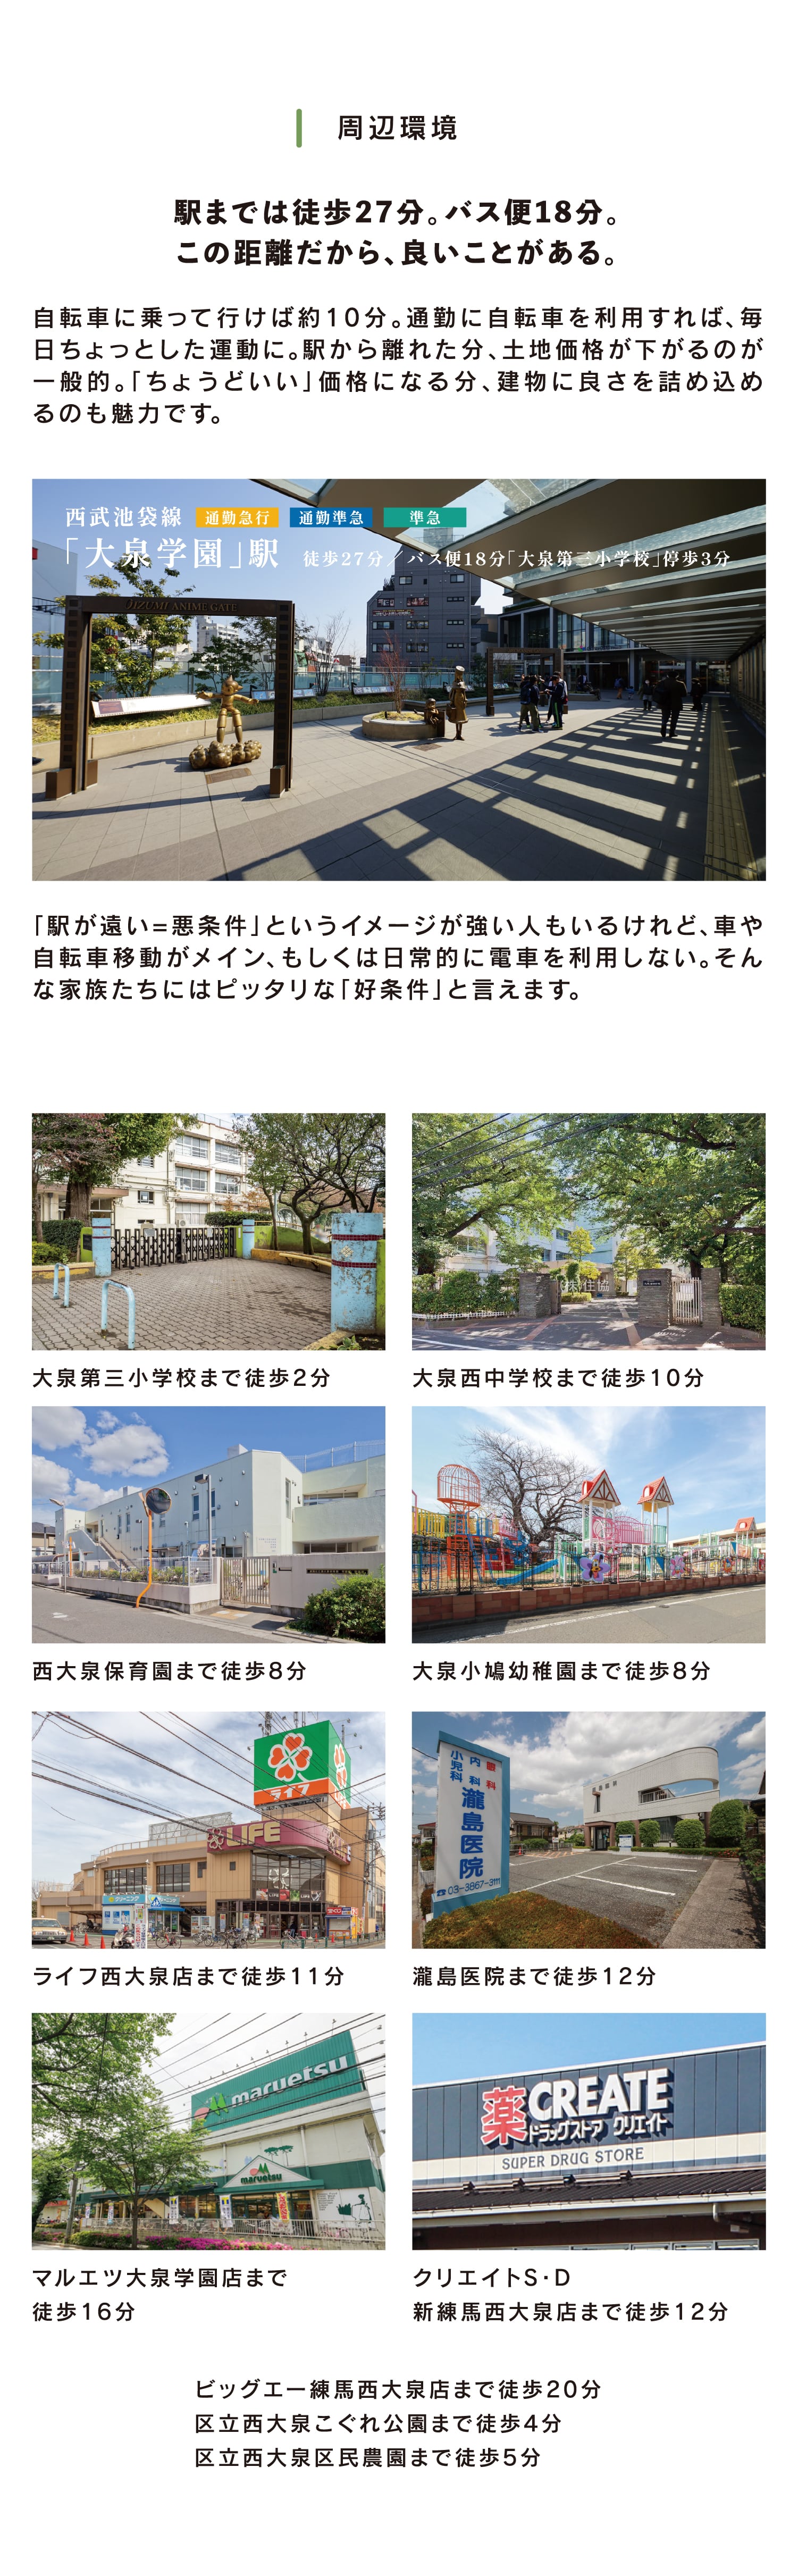 周辺環境
駅までは徒歩27分。バス便18分。
この距離だから、良いことがある。
自転車に乗って行けば約10分。通勤に自転車を利用すれば、毎
日ちょっとした運動に。駅から離れた分、土地価格が下がるのが
一般的。「ちょうどいい」価格になる分、建物に良さを詰め込め
るのも魅力です。
西武池袋線 通勤急行 通勤準急 準急
「大泉学園」駅 徒歩27分／バス便18分「大泉第三小学校」停歩3分
OIZUMI ANIME GATE
「駅が遠い=悪条件」というイメージが強い人もいるけれど、車や
自転車移動がメイン、もしくは日常的に電車を利用しない。そん
な家族たちにはピッタリな「好条件」と言えます。
(株)住協
大泉第三小学校まで徒歩2分
大泉西中学校まで徒歩10分
西大泉保育園まで徒歩8分
大泉小鳩幼稚園まで徒歩8分
ライフ
LIFE
小児科 内科 眼科
瀧島医院
☎03-3867-3111
ライフ西大泉店まで徒歩11分
瀧島医院まで徒歩12分
maruetsu
maruetsu
薬 CREATE
ドラッグストア クリエイト
SUPER DRUG STORE
マルエツ大泉学園店まで
徒歩16分
クリエイトS・D
新練馬西大泉店まで徒歩12分
ビッグエー練馬西大泉店まで徒歩20分
区立西大泉こぐれ公園まで徒歩4分
区立西大泉区民農園まで徒歩5分